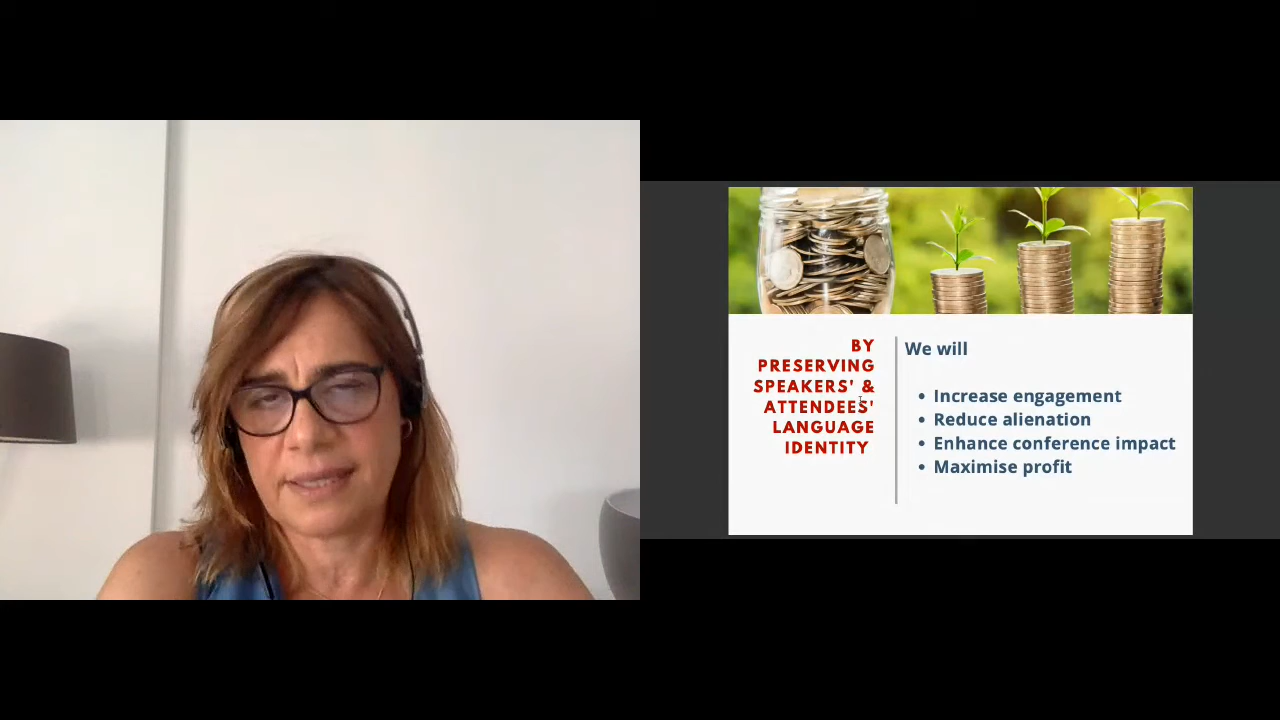 BY
PRESERVING
SPEAKERS' &
ATTENDEES'
LANGUAGE
IDENTITY
We will
• Increase engagement
• Reduce alienation
• Enhance conference impact
• Maximise profit